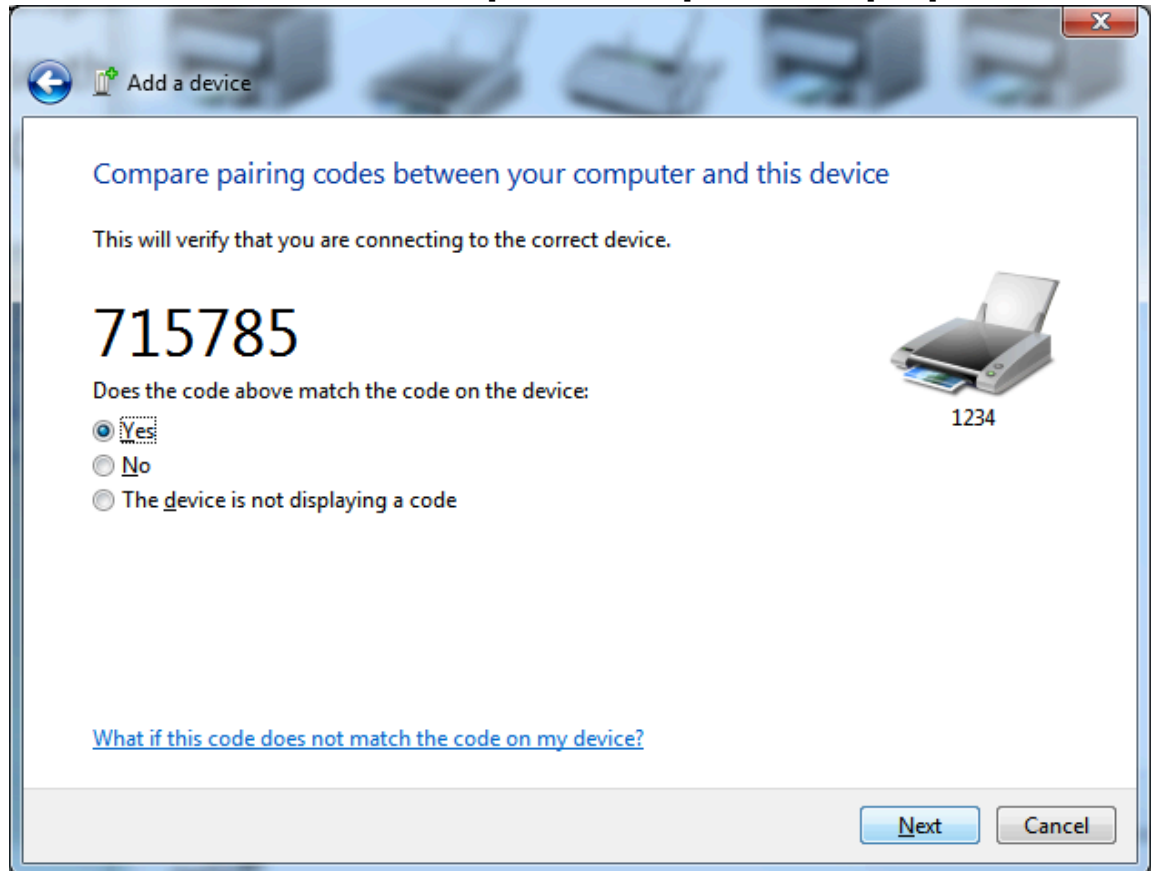 Add a device
Compare pairing codes between your computer and this device
This will verify that you are connecting to the correct device.
715785
Does the code above match the code on the device:
1234
Yes
No
The device is not displaying a code
What if this code does not match the code on my device?
Next Cancel